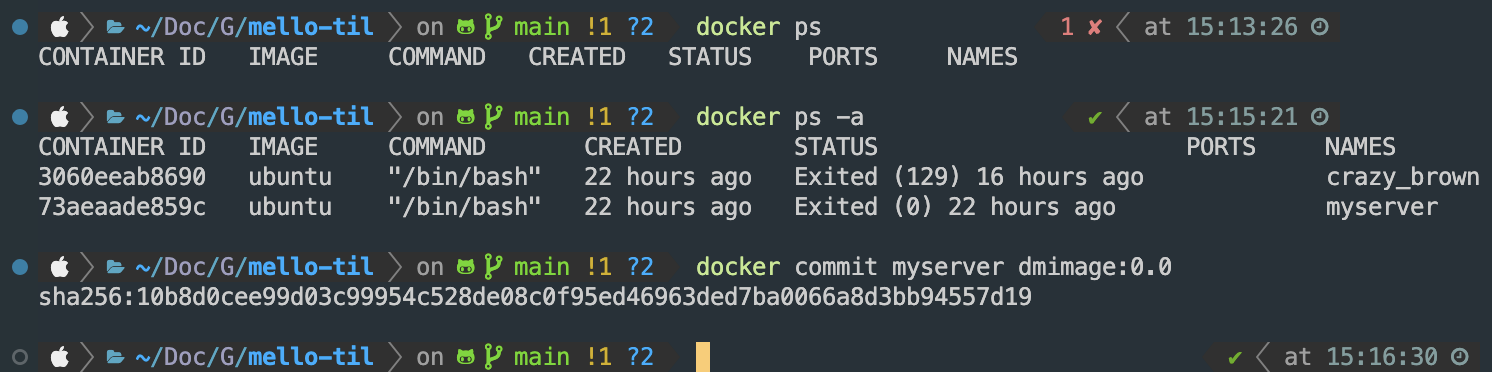 ~/Doc/G/mello-til on main !1 ?2 docker ps 1 ✘ at 15:13:26
CONTAINER ID IMAGE COMMAND CREATED STATUS PORTS NAMES
~/Doc/G/mello-til on main !1 ?2 docker ps -a ✔ at 15:15:21
CONTAINER ID IMAGE COMMAND CREATED STATUS PORTS NAMES
3060eeab8690 ubuntu "/bin/bash" 22 hours ago Exited (129) 16 hours ago crazy_brown
73aeaade859c ubuntu "/bin/bash" 22 hours ago Exited (0) 22 hours ago myserver
~/Doc/G/mello-til on main !1 ?2 docker commit myserver dmimage:0.0
sha256:10b8d0cee99d03c99954c528de08c0f95ed46963ded7ba0066a8d3bb94557d19
~/Doc/G/mello-til on main !1 ?2 ✔ at 15:16:30